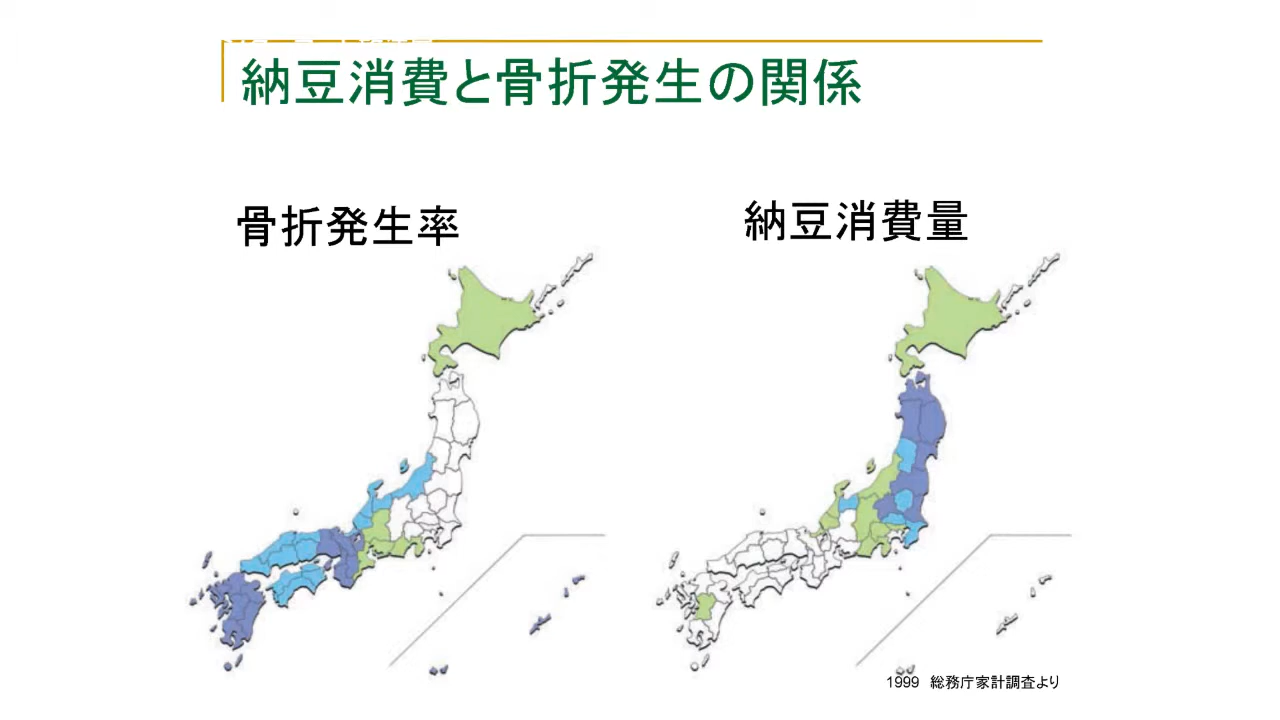 納豆消費と骨折発生の関係
骨折発生率
納豆消費量
1999 総務庁家計調査より